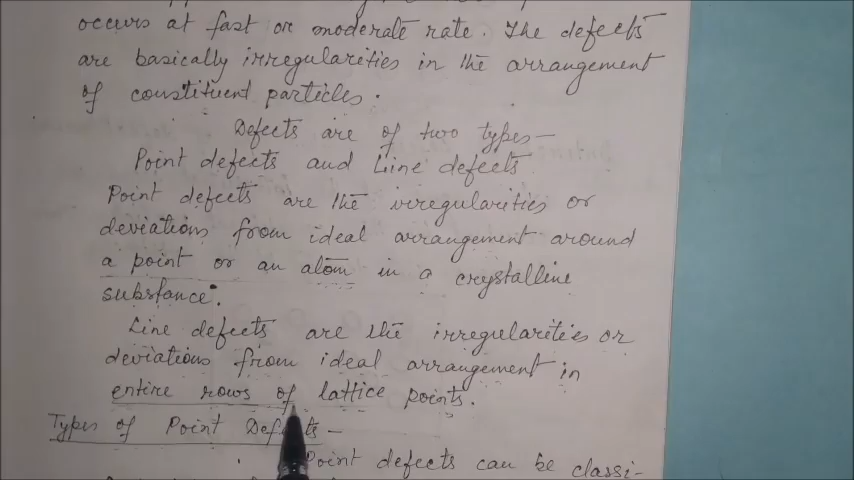 occurs at fast or moderate rate. The defects
are basically irregularities in the arrangement
of constituent particles.
Defects are of two types-
Point defects and Line defects
Point defects are the irregularities or
deviations from ideal arrangement around
a point or an atom in a crystalline
substance.
Line defects are the irregularities or
deviations from ideal arrangement in
entire rows of lattice points.
Types of Point Defects-
Point defects can be classi-